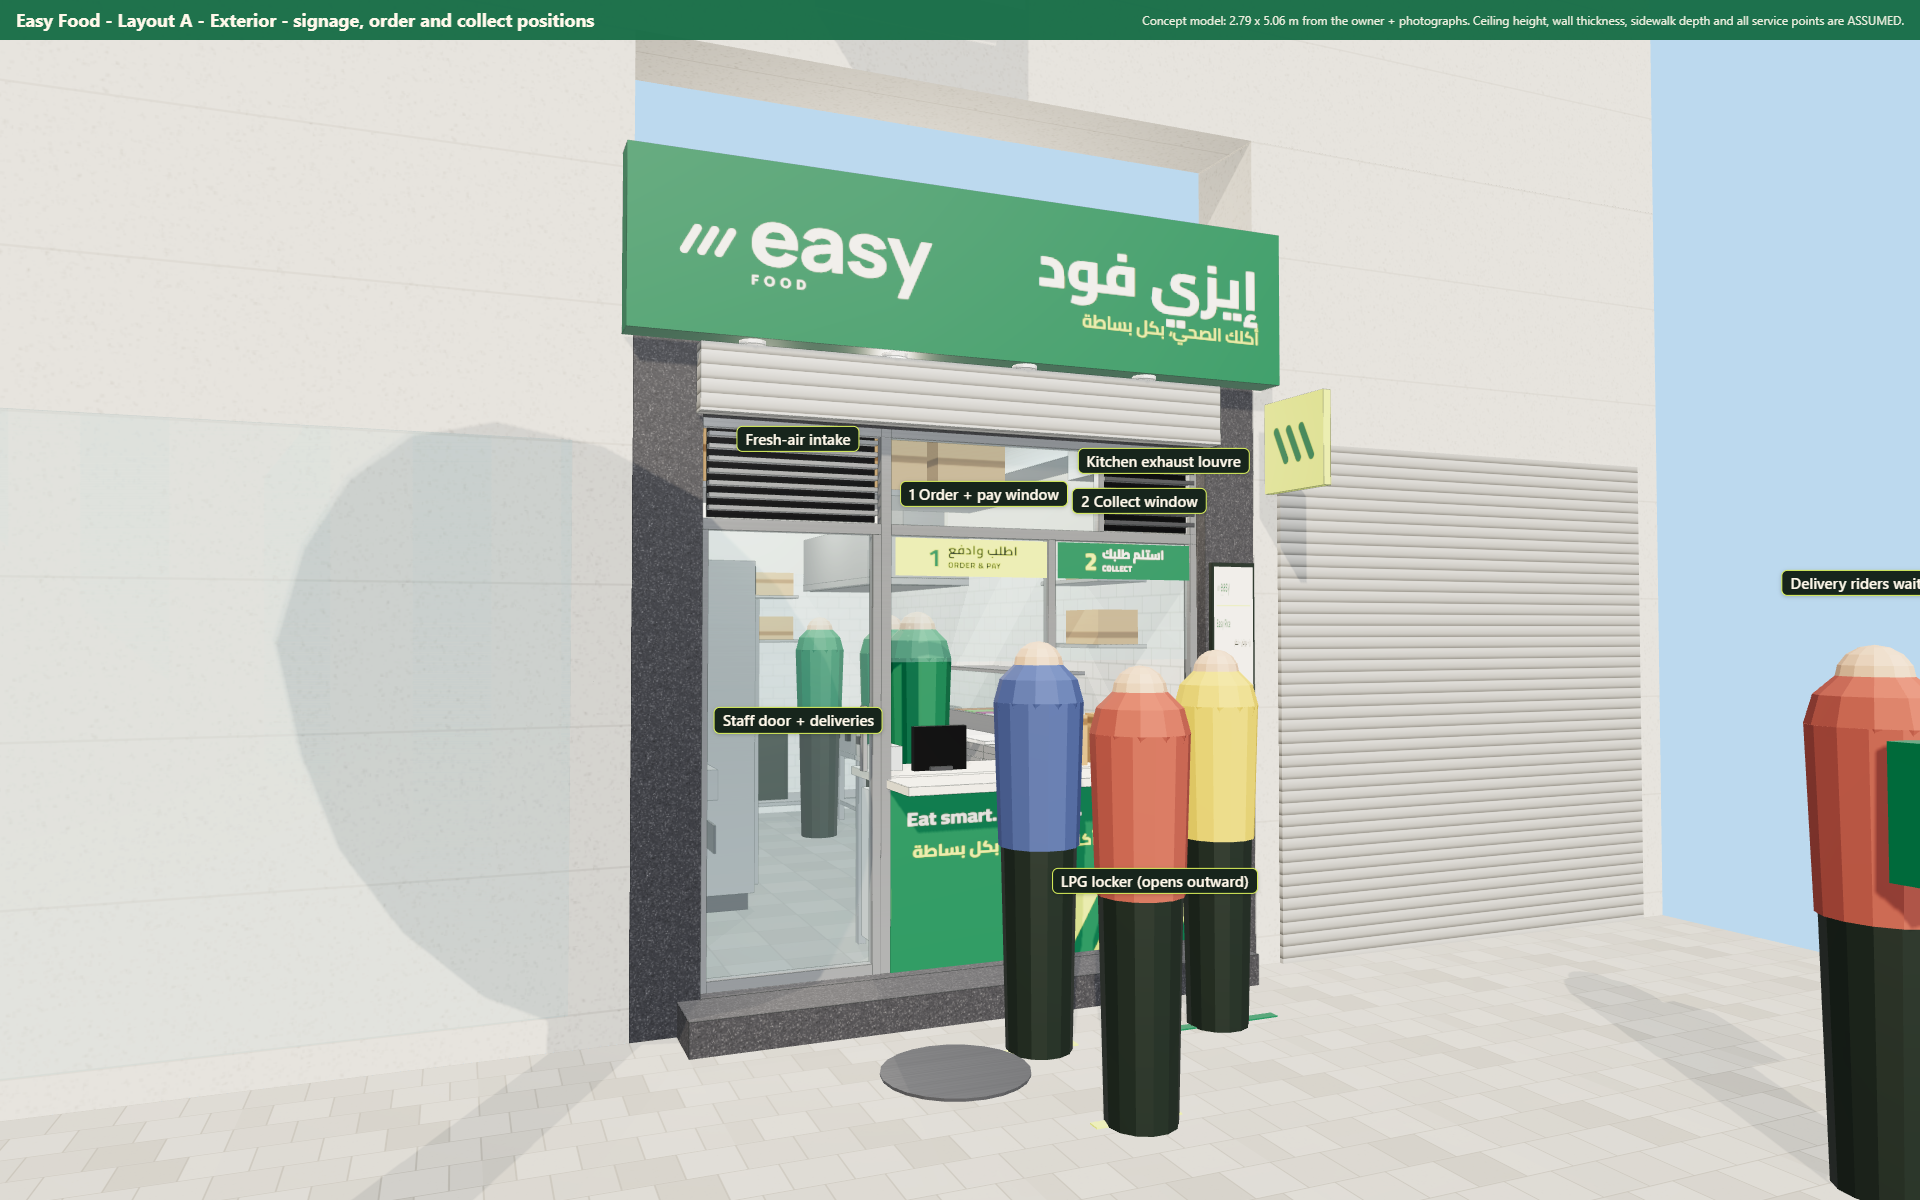 Easy Food - Layout A - Exterior - signage, order and collect positions
Concept model: 2.79 x 5.06 m from the owner + photographs. Ceiling height, wall thickness, sidewalk depth and all service points are ASSUMED.
easy
FOOD
إيزي فود
أكلك الصحي، بكل بساطة
Fresh-air intake
Kitchen exhaust louvre
1 Order + pay window
2 Collect window
1 اطلب وادفع
ORDER & PAY
2 استلم طلبك
COLLECT
Delivery riders wait
Staff door + deliveries
Eat smart.
بكل بساطة
LPG locker (opens outward)